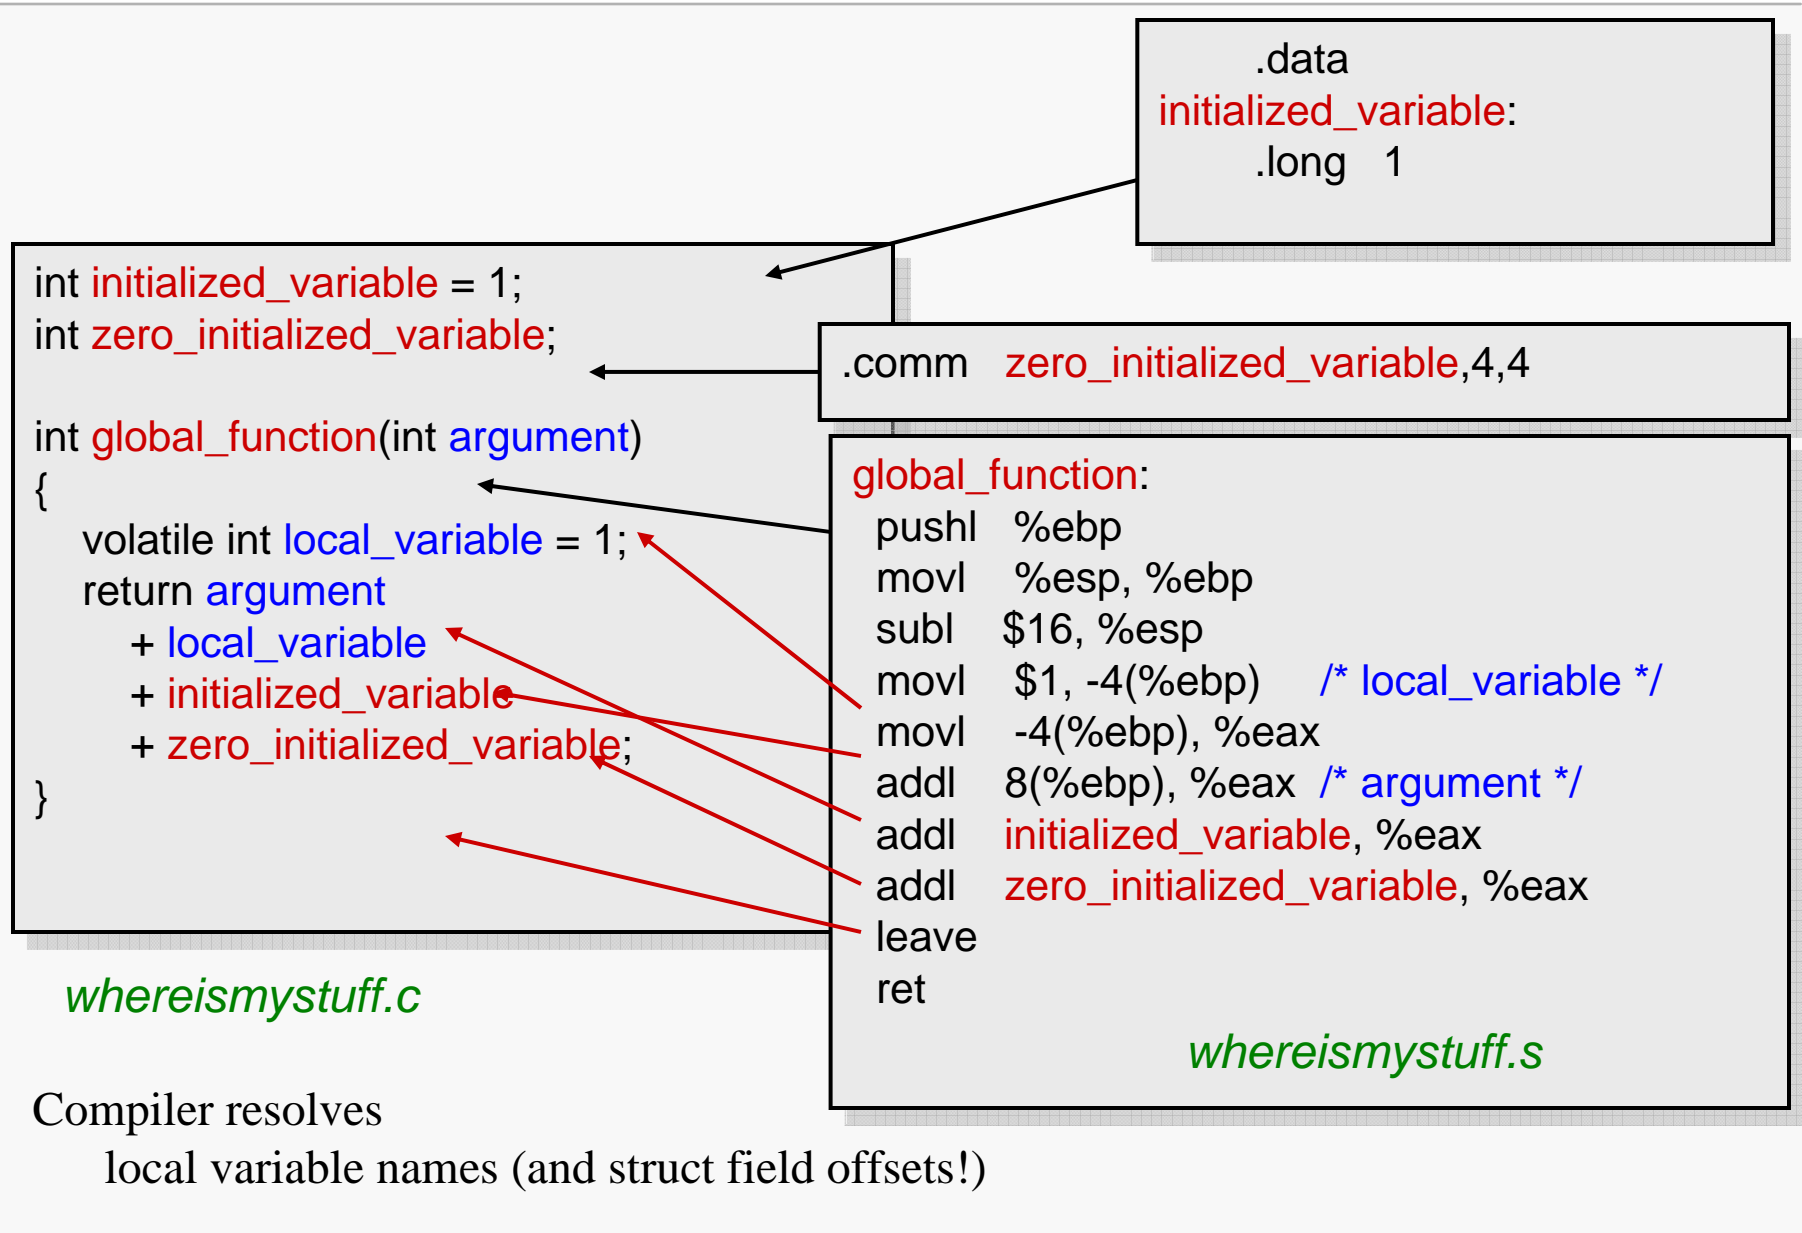 .data
initialized_variable:
.long 1
int initialized_variable = 1;
int zero_initialized_variable;
int global_function(int argument)
{
volatile int local_variable = 1;
return argument
+ local_variable
+ initialized_variable
+ zero_initialized_variable;
}
.comm zero_initialized_variable,4,4
global_function:
pushl %ebp
movl %esp, %ebp
subl $16, %esp
movl $1, -4(%ebp) /* local_variable */
movl -4(%ebp), %eax
addl 8(%ebp), %eax /* argument */
addl initialized_variable, %eax
addl zero_initialized_variable, %eax
leave
ret
whereismystuff.c
whereismystuff.s
Compiler resolves
local variable names (and struct field offsets!)